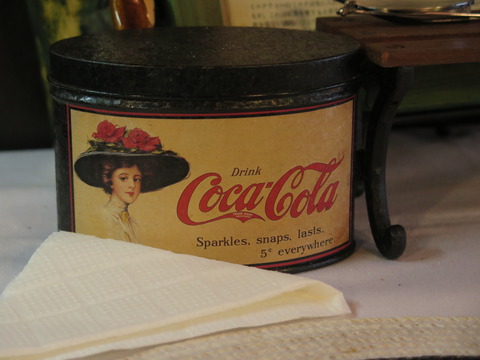 Drink
Coca-Cola
Sparkles, snaps, lasts.
5¢ everywhere.